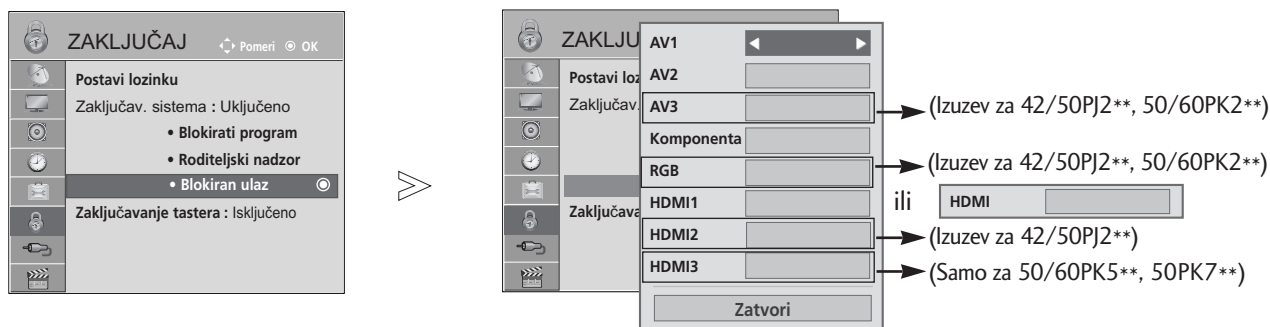 ZAKLJUČAJ
Pomeri OK
Postavi lozinku
Zaključav. sistema : Uključeno
• Blokirati program
• Roditeljski nadzor
• Blokiran ulaz
Zaključavanje tastera : Isključeno
ZAKLJU
Postavi loz
Zaključav.
Zaključava
AV1
AV2
AV3
Komponenta
RGB
HDMI1
HDMI2
HDMI3
Zatvori
(Izuzev za 42/50PJ2**, 50/60PK2**)
(Izuzev za 42/50PJ2**, 50/60PK2**)
ili HDMI
(Izuzev za 42/50PJ2**)
(Samo za 50/60PK5**, 50PK7**)